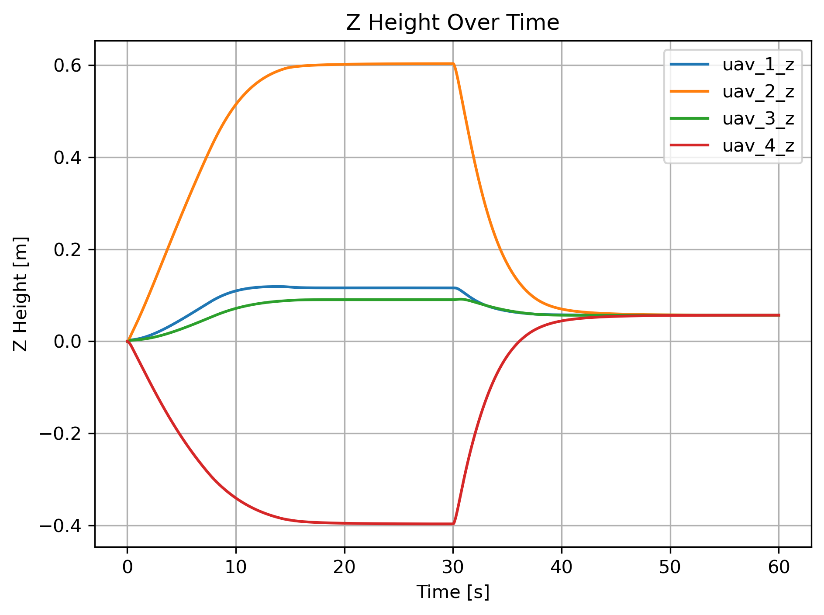 Z Height Over Time
uav_1_z
uav_2_z
uav_3_z
uav_4_z
Z Height [m]
0.6
0.4
0.2
0.0
−0.2
−0.4
0 10 20 30 40 50 60
Time [s]